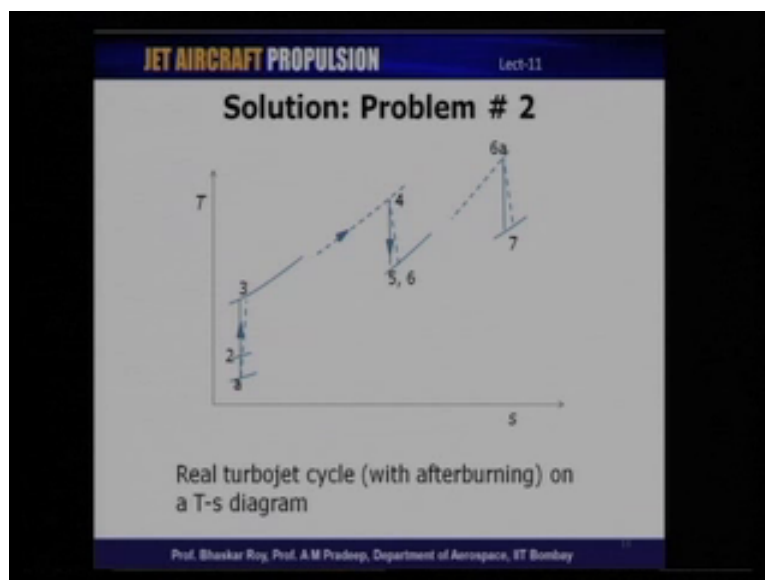 JET AIRCRAFT PROPULSION
Lect-11
Solution: Problem # 2
6a
T
4
7
5, 6
3
2
a
s
Real turbojet cycle (with afterburning) on
a T-s diagram
Prof. Bhaskar Roy, Prof. A M Pradeep, Department of Aerospace, IIT Bombay